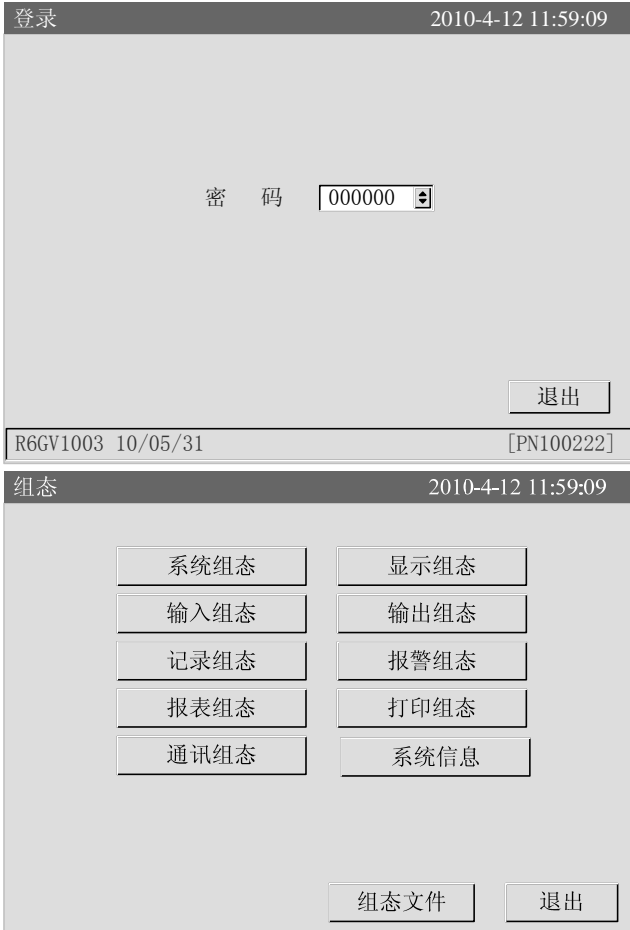 登录 2010-4-12 11:59:09
密 码 000000
退出
R6GV1003 10/05/31 [PN100222]
组态 2010-4-12 11:59:09
系统组态 显示组态
输入组态 输出组态
记录组态 报警组态
报表组态 打印组态
通讯组态 系统信息
组态文件 退出